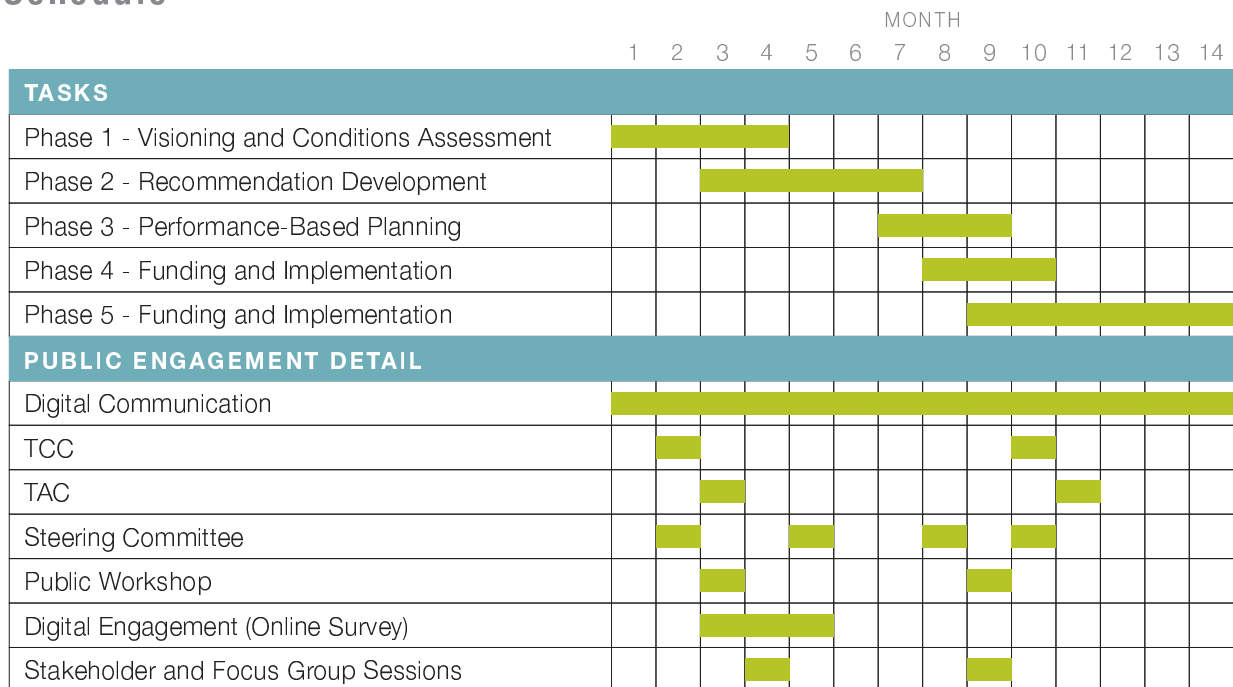 Schedule
MONTH
1 2 3 4 5 6 7 8 9 10 11 12 13 14
TASKS
Phase 1 - Visioning and Conditions Assessment
Phase 2 - Recommendation Development
Phase 3 - Performance-Based Planning
Phase 4 - Funding and Implementation
Phase 5 - Funding and Implementation
PUBLIC ENGAGEMENT DETAIL
Digital Communication
TCC
TAC
Steering Committee
Public Workshop
Digital Engagement (Online Survey)
Stakeholder and Focus Group Sessions